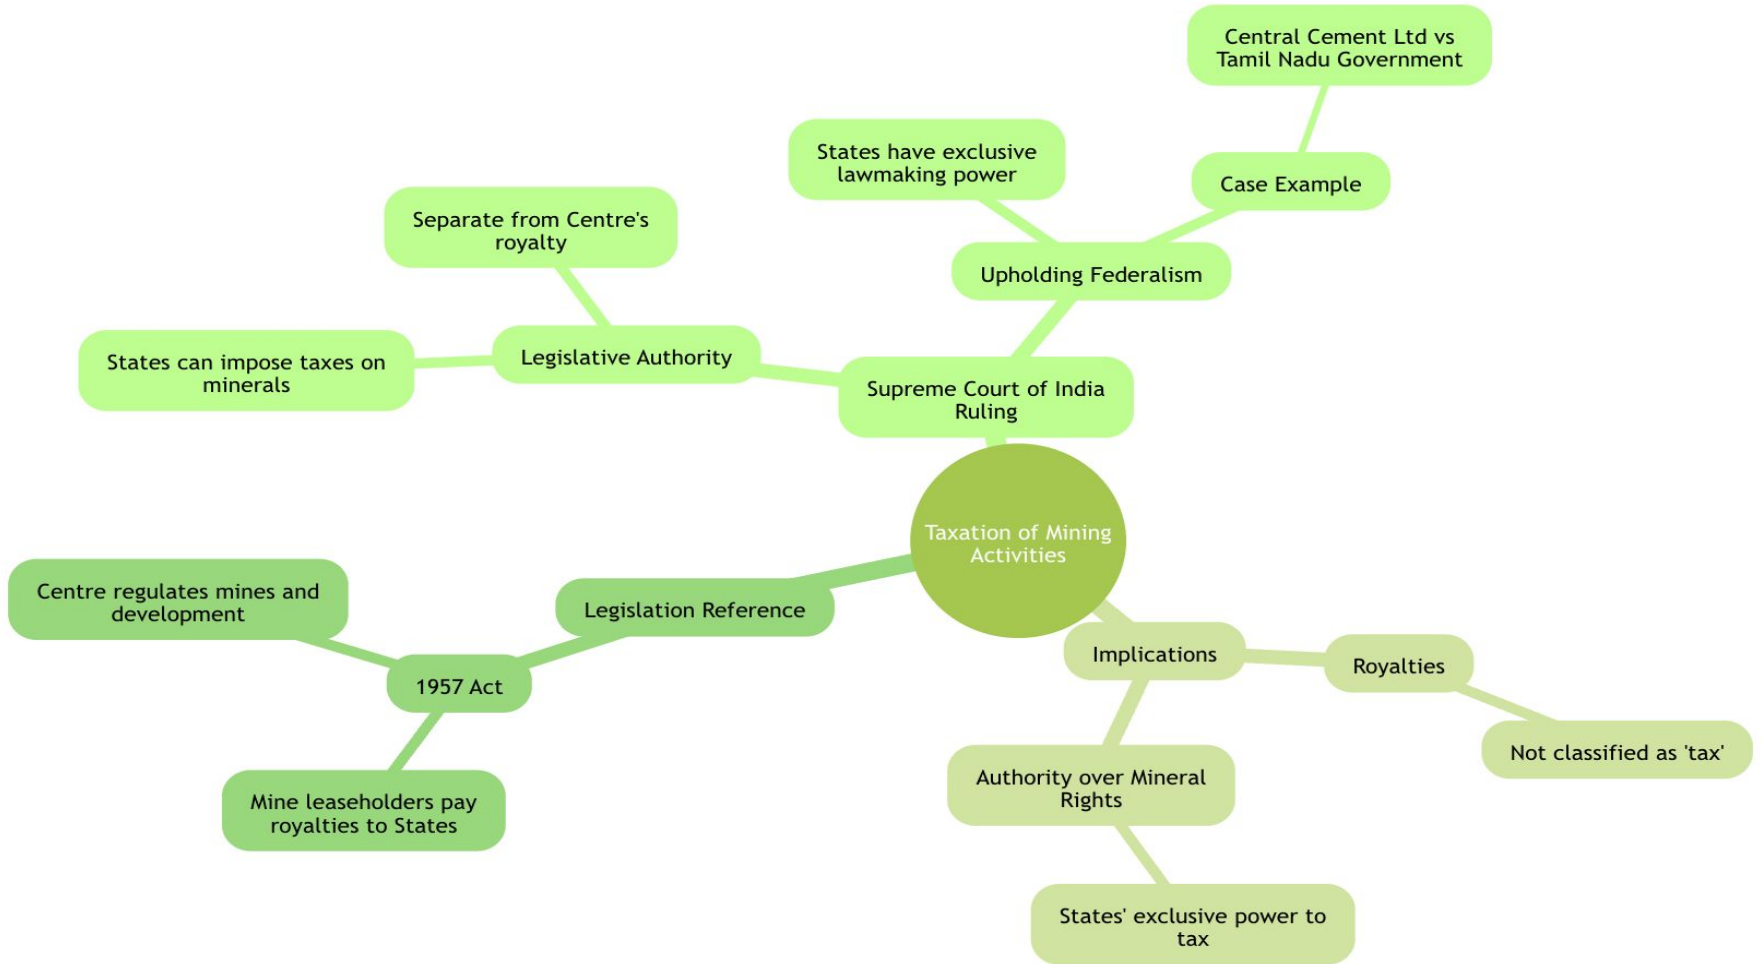 Central Cement Ltd vs
Tamil Nadu Government
States have exclusive
lawmaking power
Case Example
Separate from Centre's
royalty
Upholding Federalism
States can impose taxes on
minerals
Legislative Authority
Supreme Court of India
Ruling
Taxation of Mining
Activities
Centre regulates mines and
development
Legislation Reference
1957 Act
Mine leaseholders pay
royalties to States
Implications
Royalties
Not classified as 'tax'
Authority over Mineral
Rights
States' exclusive power to
tax